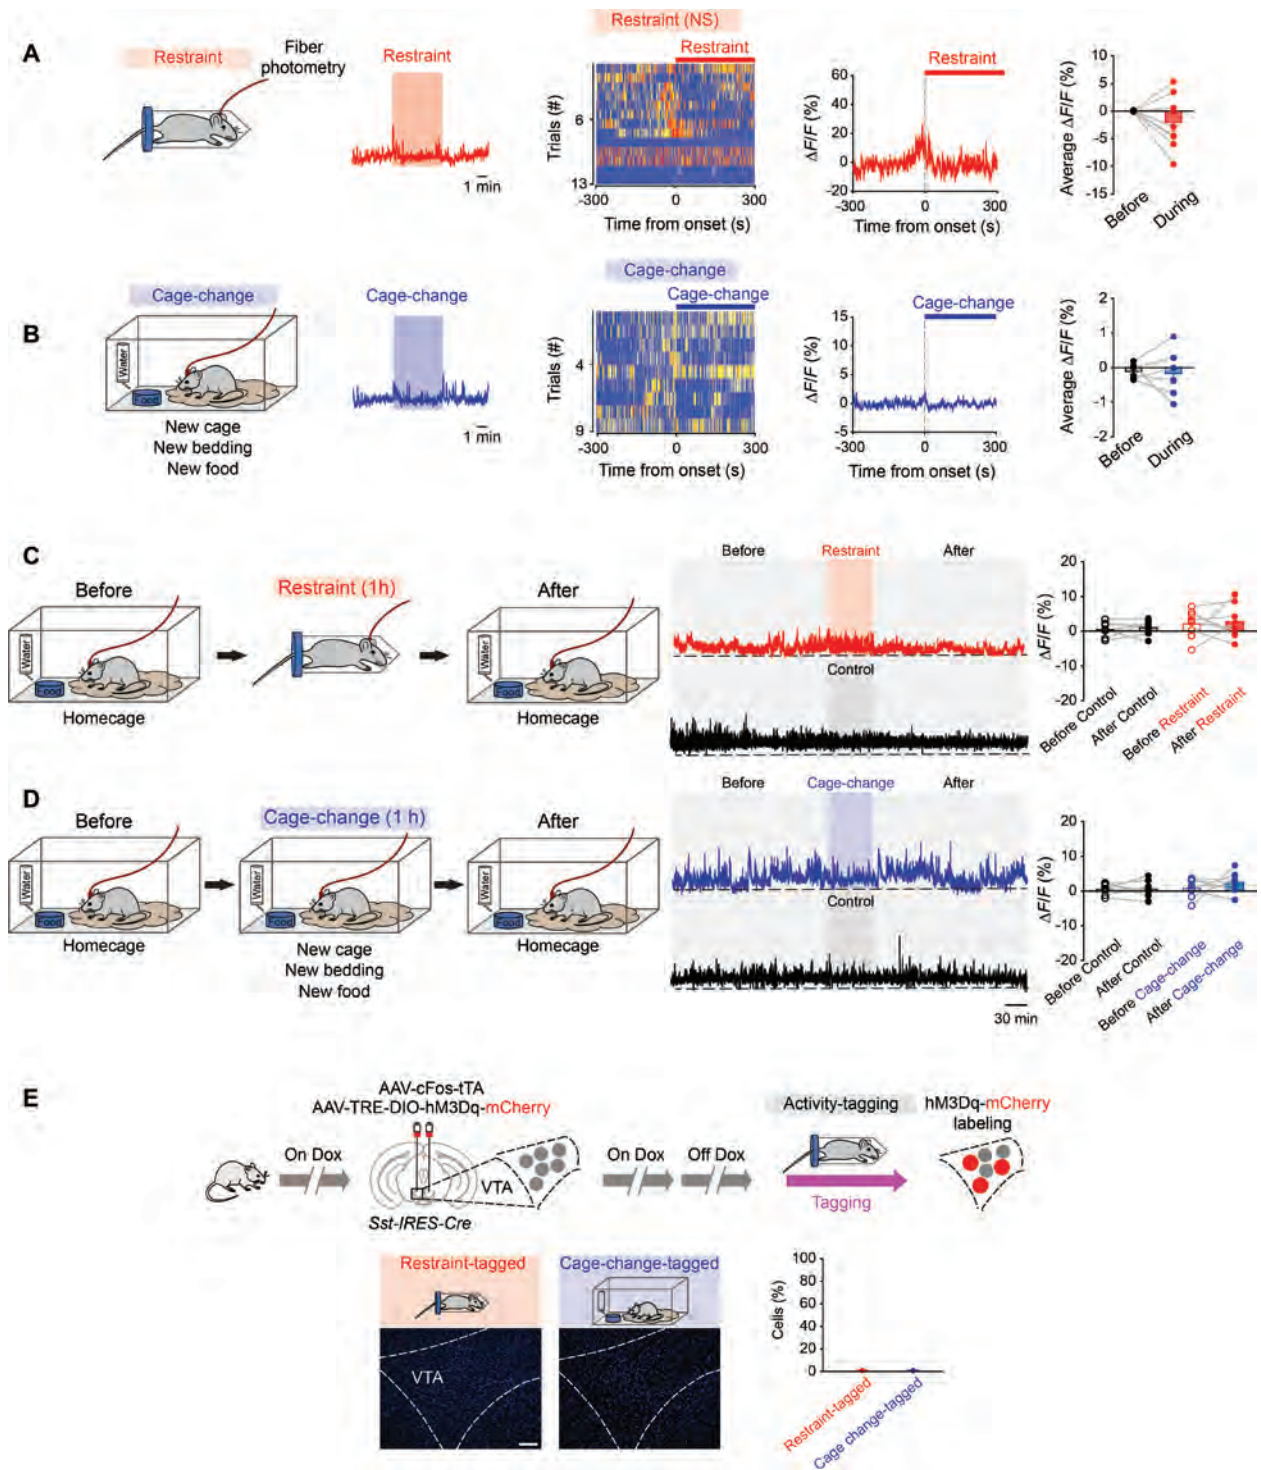 A
Restraint
Fiber
photometry
Restraint
1 min
Restraint (NS)
Restraint
Trials (#)
6
13
-300 0 300
Time from onset (s)
Restraint
ΔF/F (%)
60
40
20
0
-20
-300 0 300
Time from onset (s)
Average ΔF/F (%)
10
5
0
-5
-10
-15
Before
During
B
Cage-change
Water
Food
New cage
New bedding
New food
Cage-change
1 min
Cage-change
Cage-change
Trials (#)
4
9
-300 0 300
Time from onset (s)
Cage-change
ΔF/F (%)
15
10
5
0
-5
-300 0 300
Time from onset (s)
Average ΔF/F (%)
2
1
0
-1
-2
Before
During
C
Before
Water
Food
Homecage
Restraint (1h)
After
Water
Food
Homecage
Before Restraint After
Control
ΔF/F (%)
20
10
0
-10
-20
Before Control
After Control
Before Restraint
After Restraint
D
Before
Water
Food
Homecage
Cage-change (1 h)
Water
Food
New cage
New bedding
New food
After
Water
Food
Homecage
Before Cage-change After
Control
30 min
ΔF/F (%)
20
10
0
-10
-20
Before Control
After Control
Before Cage-change
After Cage-change
E
On Dox
AAV-cFos-tTA
AAV-TRE-DIO-hM3Dq-mCherry
VTA
Sst-IRES-Cre
On Dox
Off Dox
Activity-tagging
Tagging
hM3Dq-mCherry
labeling
Restraint-tagged
Cage-change-tagged
VTA
Cells (%)
100
80
60
40
20
0
Restraint-tagged
Cage change-tagged